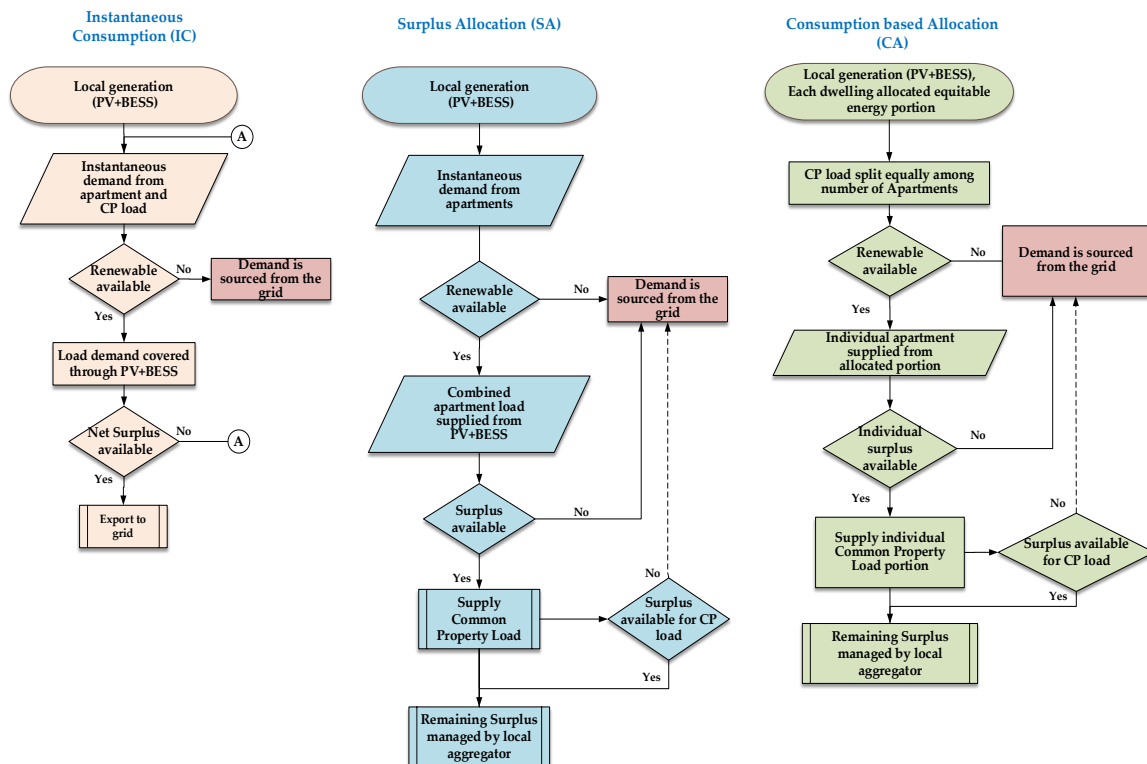 Instantaneous
Consumption (IC)
Local generation
(PV+BESS)
A
Instantaneous
demand from
apartment and
CP load
Renewable
available
No
Demand is
sourced from the
grid
Yes
Load demand covered
through PV+BESS
Net Surplus
available
No
A
Yes
Export to
grid
Surplus Allocation (SA)
Local generation
(PV+BESS)
Instantaneous
demand from
apartments
Renewable
available
No
Demand is
sourced from the
grid
Yes
Combined
apartment load
supplied from
PV+BESS
Surplus
available
No
Yes
Supply
Common
Property Load
No
Surplus
available for CP
load
Yes
Remaining Surplus
managed by local
aggregator
Consumption based Allocation
(CA)
Local generation (PV+BESS),
Each dwelling allocated equitable
energy portion
CP load split equally among
number of Apartments
Renewable
available
No
Demand is sourced
from the grid
Yes
Individual apartment
supplied from
allocated portion
Individual
surplus
available
No
Yes
Supply individual
Common Property
Load portion
No
Surplus available
for CP load
Yes
Remaining Surplus
managed by local
aggregator